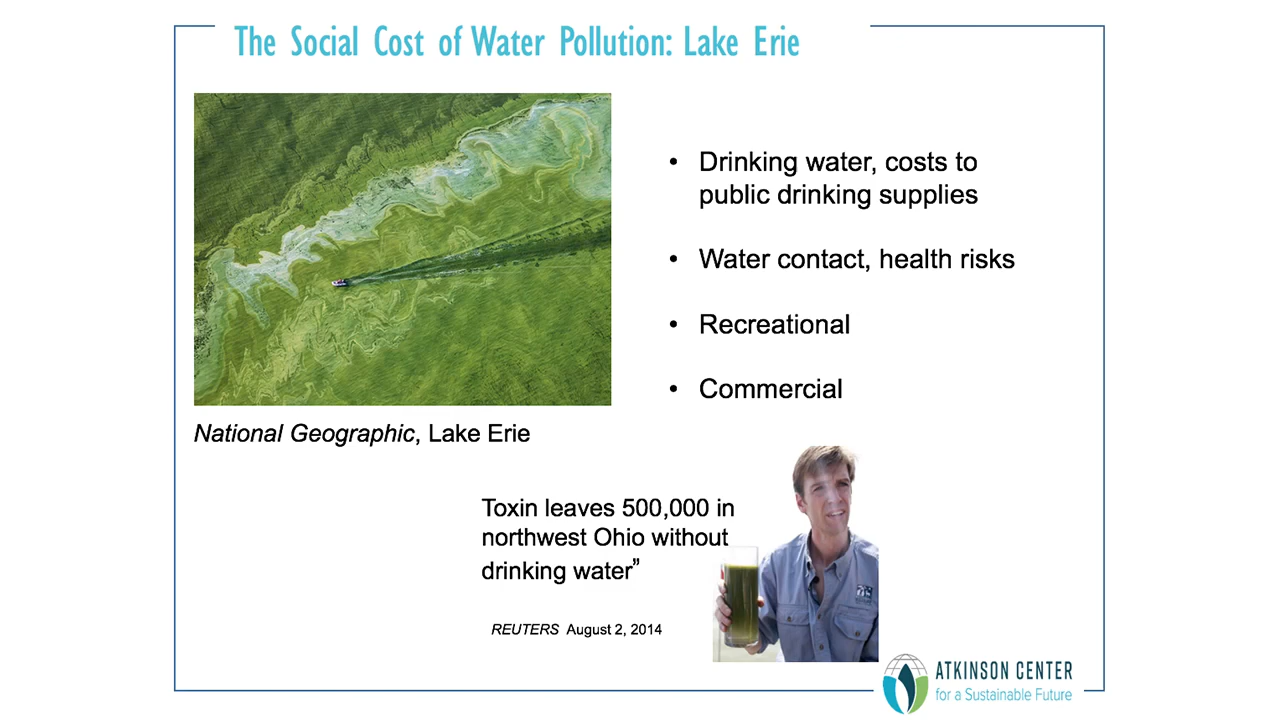 The Social Cost of Water Pollution: Lake Erie
• Drinking water, costs to
public drinking supplies
• Water contact, health risks
• Recreational
• Commercial
National Geographic, Lake Erie
Toxin leaves 500,000 in
northwest Ohio without
drinking water”
REUTERS August 2, 2014
ATKINSON CENTER
for a Sustainable Future